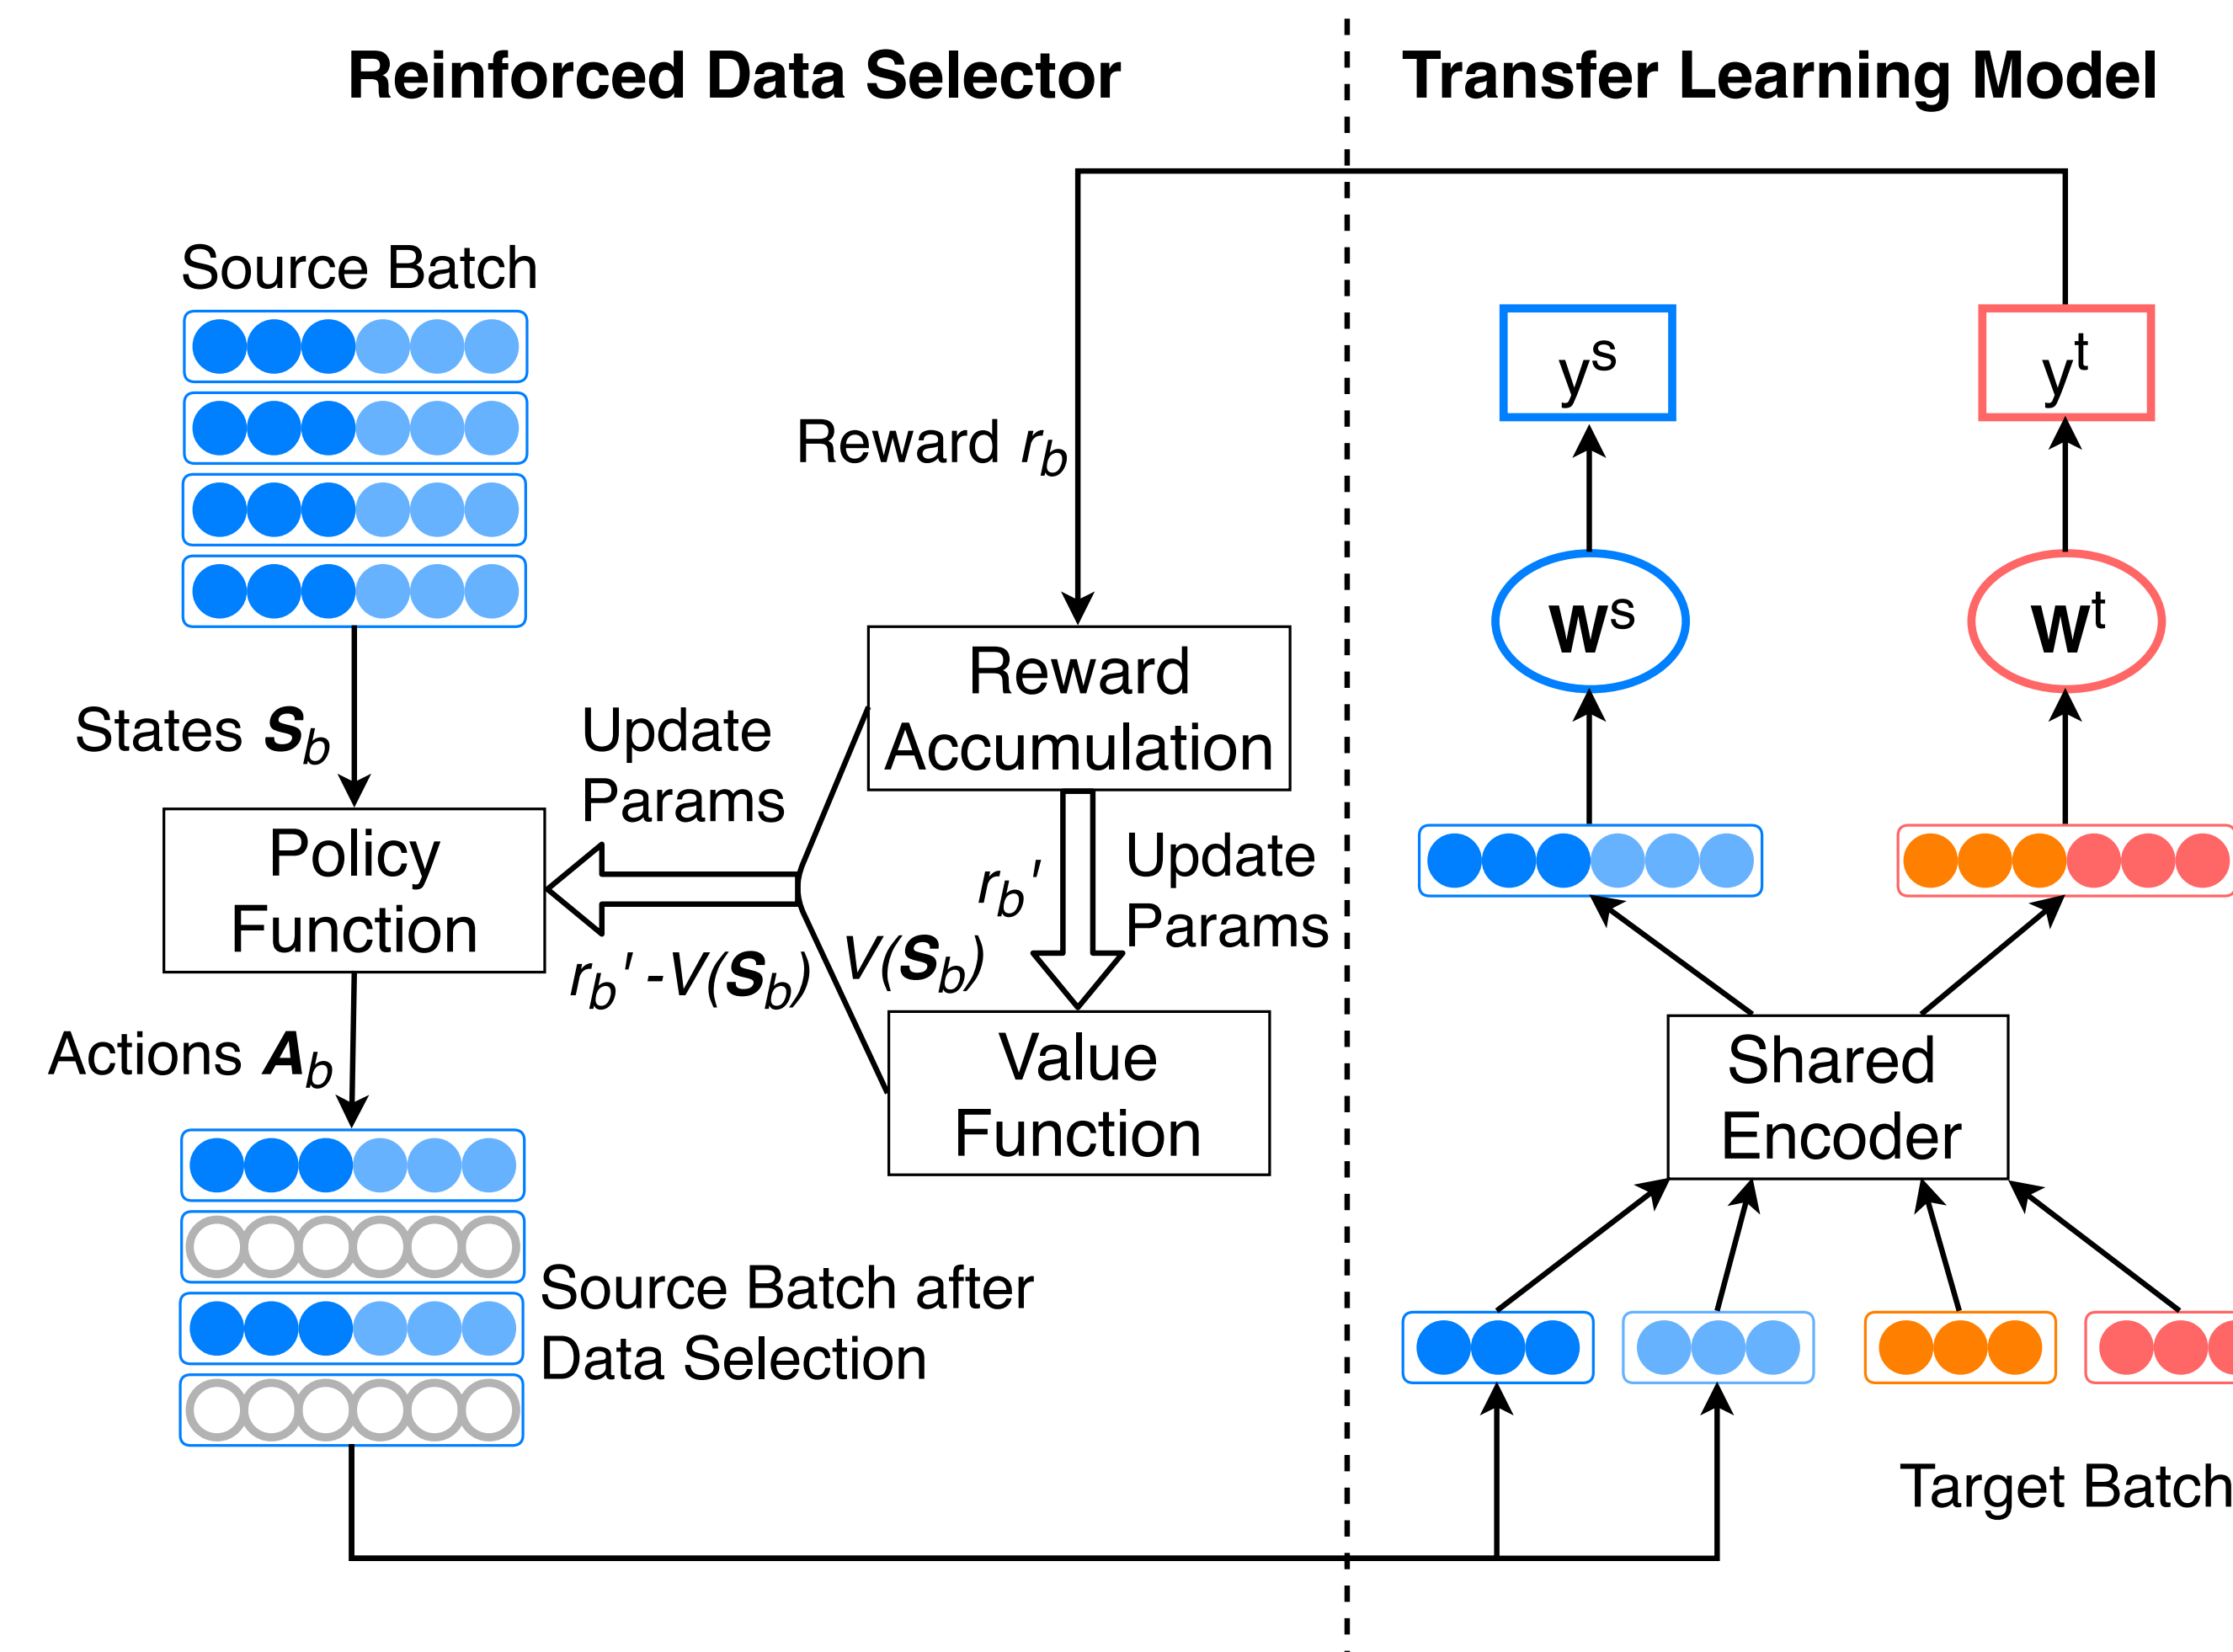 Reinforced Data Selector
Transfer Learning Model
Source Batch
Reward r_b
y^s
y^t
W^s
W^t
States S_b
Update
Params
Reward
Accumulation
Policy
Function
r_b' -V(S_b)
V(S_b)
r_b'
Update
Params
Actions A_b
Value
Function
Shared
Encoder
Source Batch after
Data Selection
Target Batch